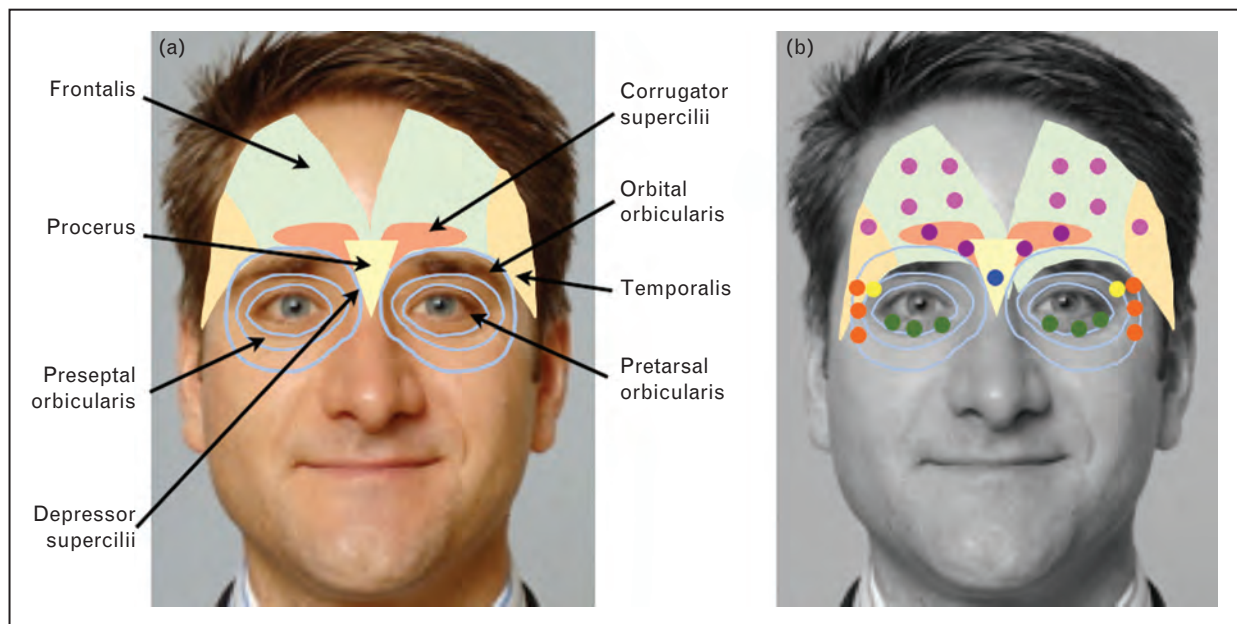 (a)
(b)
Frontalis
Procerus
Preseptal
orbicularis
Depressor
supercilii
Corrugator
supercilii
Orbital
orbicularis
Temporalis
Pretarsal
orbicularis